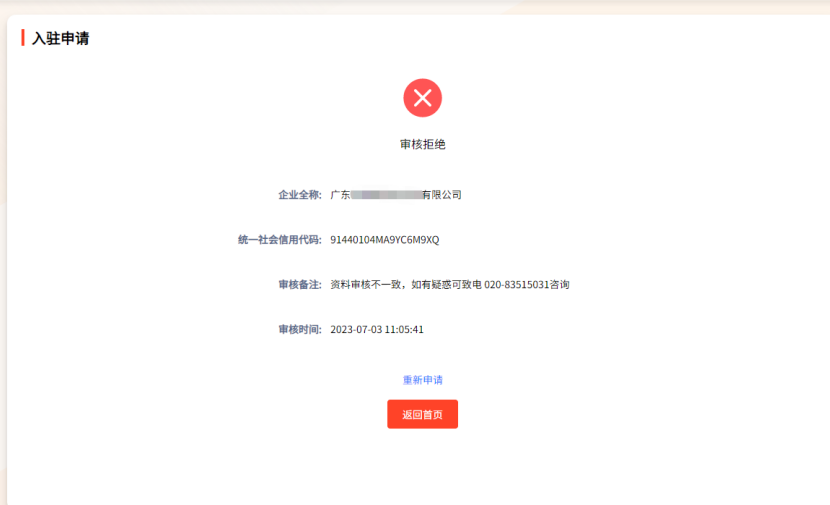 入驻申请
审核拒绝
企业全称: 广东有限公司
统一社会信用代码: 91440104MA9YC6M9XQ
审核备注: 资料审核不一致，如有疑惑可致电 020-83515031咨询
审核时间: 2023-07-03 11:05:41
重新申请
返回首页